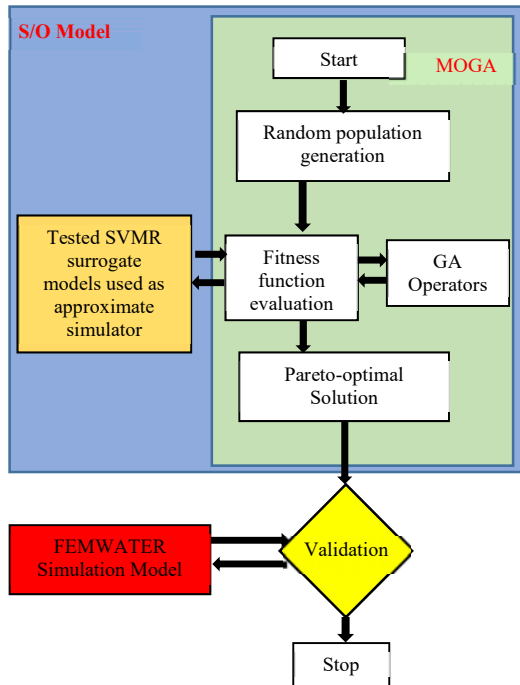 S/O Model
MOGA
Start
Random population
generation
Tested SVMR
surrogate
models used as
approximate
simulator
Fitness
function
evaluation
GA
Operators
Pareto-optimal
Solution
FEMWATER
Simulation Model
Validation
Stop